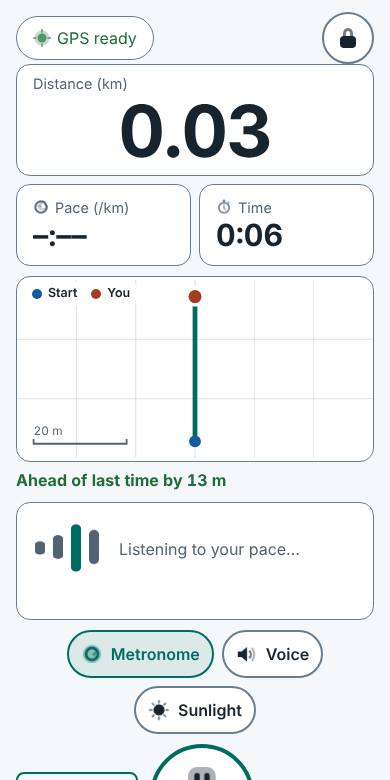 GPS ready
Distance (km)
0.03
Pace (/km)
Time
–:––
0:06
Start
You
20 m
Ahead of last time by 13 m
Listening to your pace...
Metronome
Voice
Sunlight